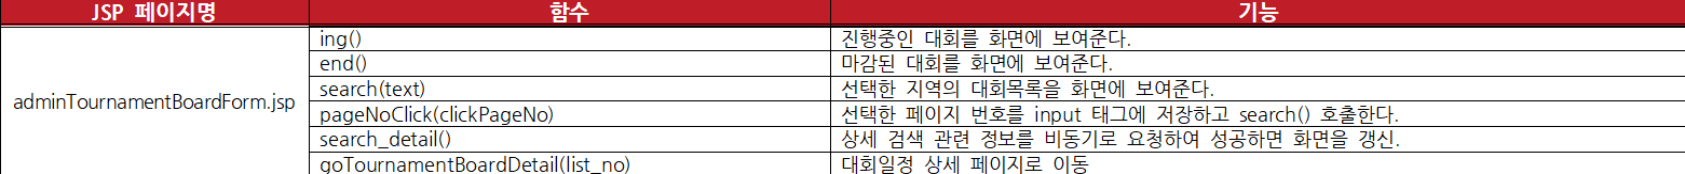 JSP 페이지명 함수 기능
ing() 진행중인 대회를 화면에 보여준다.
end() 마감된 대회를 화면에 보여준다.
search(text) 선택한 지역의 대회목록을 화면에 보여준다.
adminTournamentBoardForm.jsp
pageNoClick(clickPageNo) 선택한 페이지 번호를 input 태그에 저장하고 search() 호출한다.
search_detail() 상세 검색 관련 정보를 비동기로 요청하여 성공하면 화면을 갱신.
goTournamentBoardDetail(list_no) 대회일정 상세 페이지로 이동